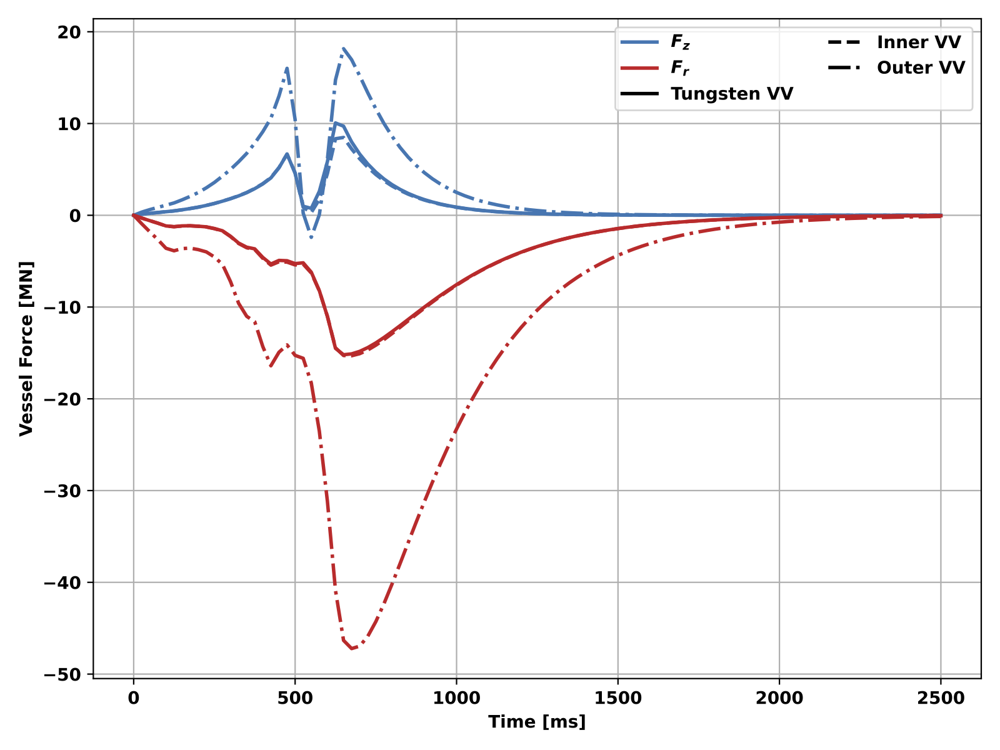 20
10
0
−10
−20
−30
−40
−50
Vessel Force [MN]
F_z
F_r
Tungsten VV
Inner VV
Outer VV
0 500 1000 1500 2000 2500
Time [ms]